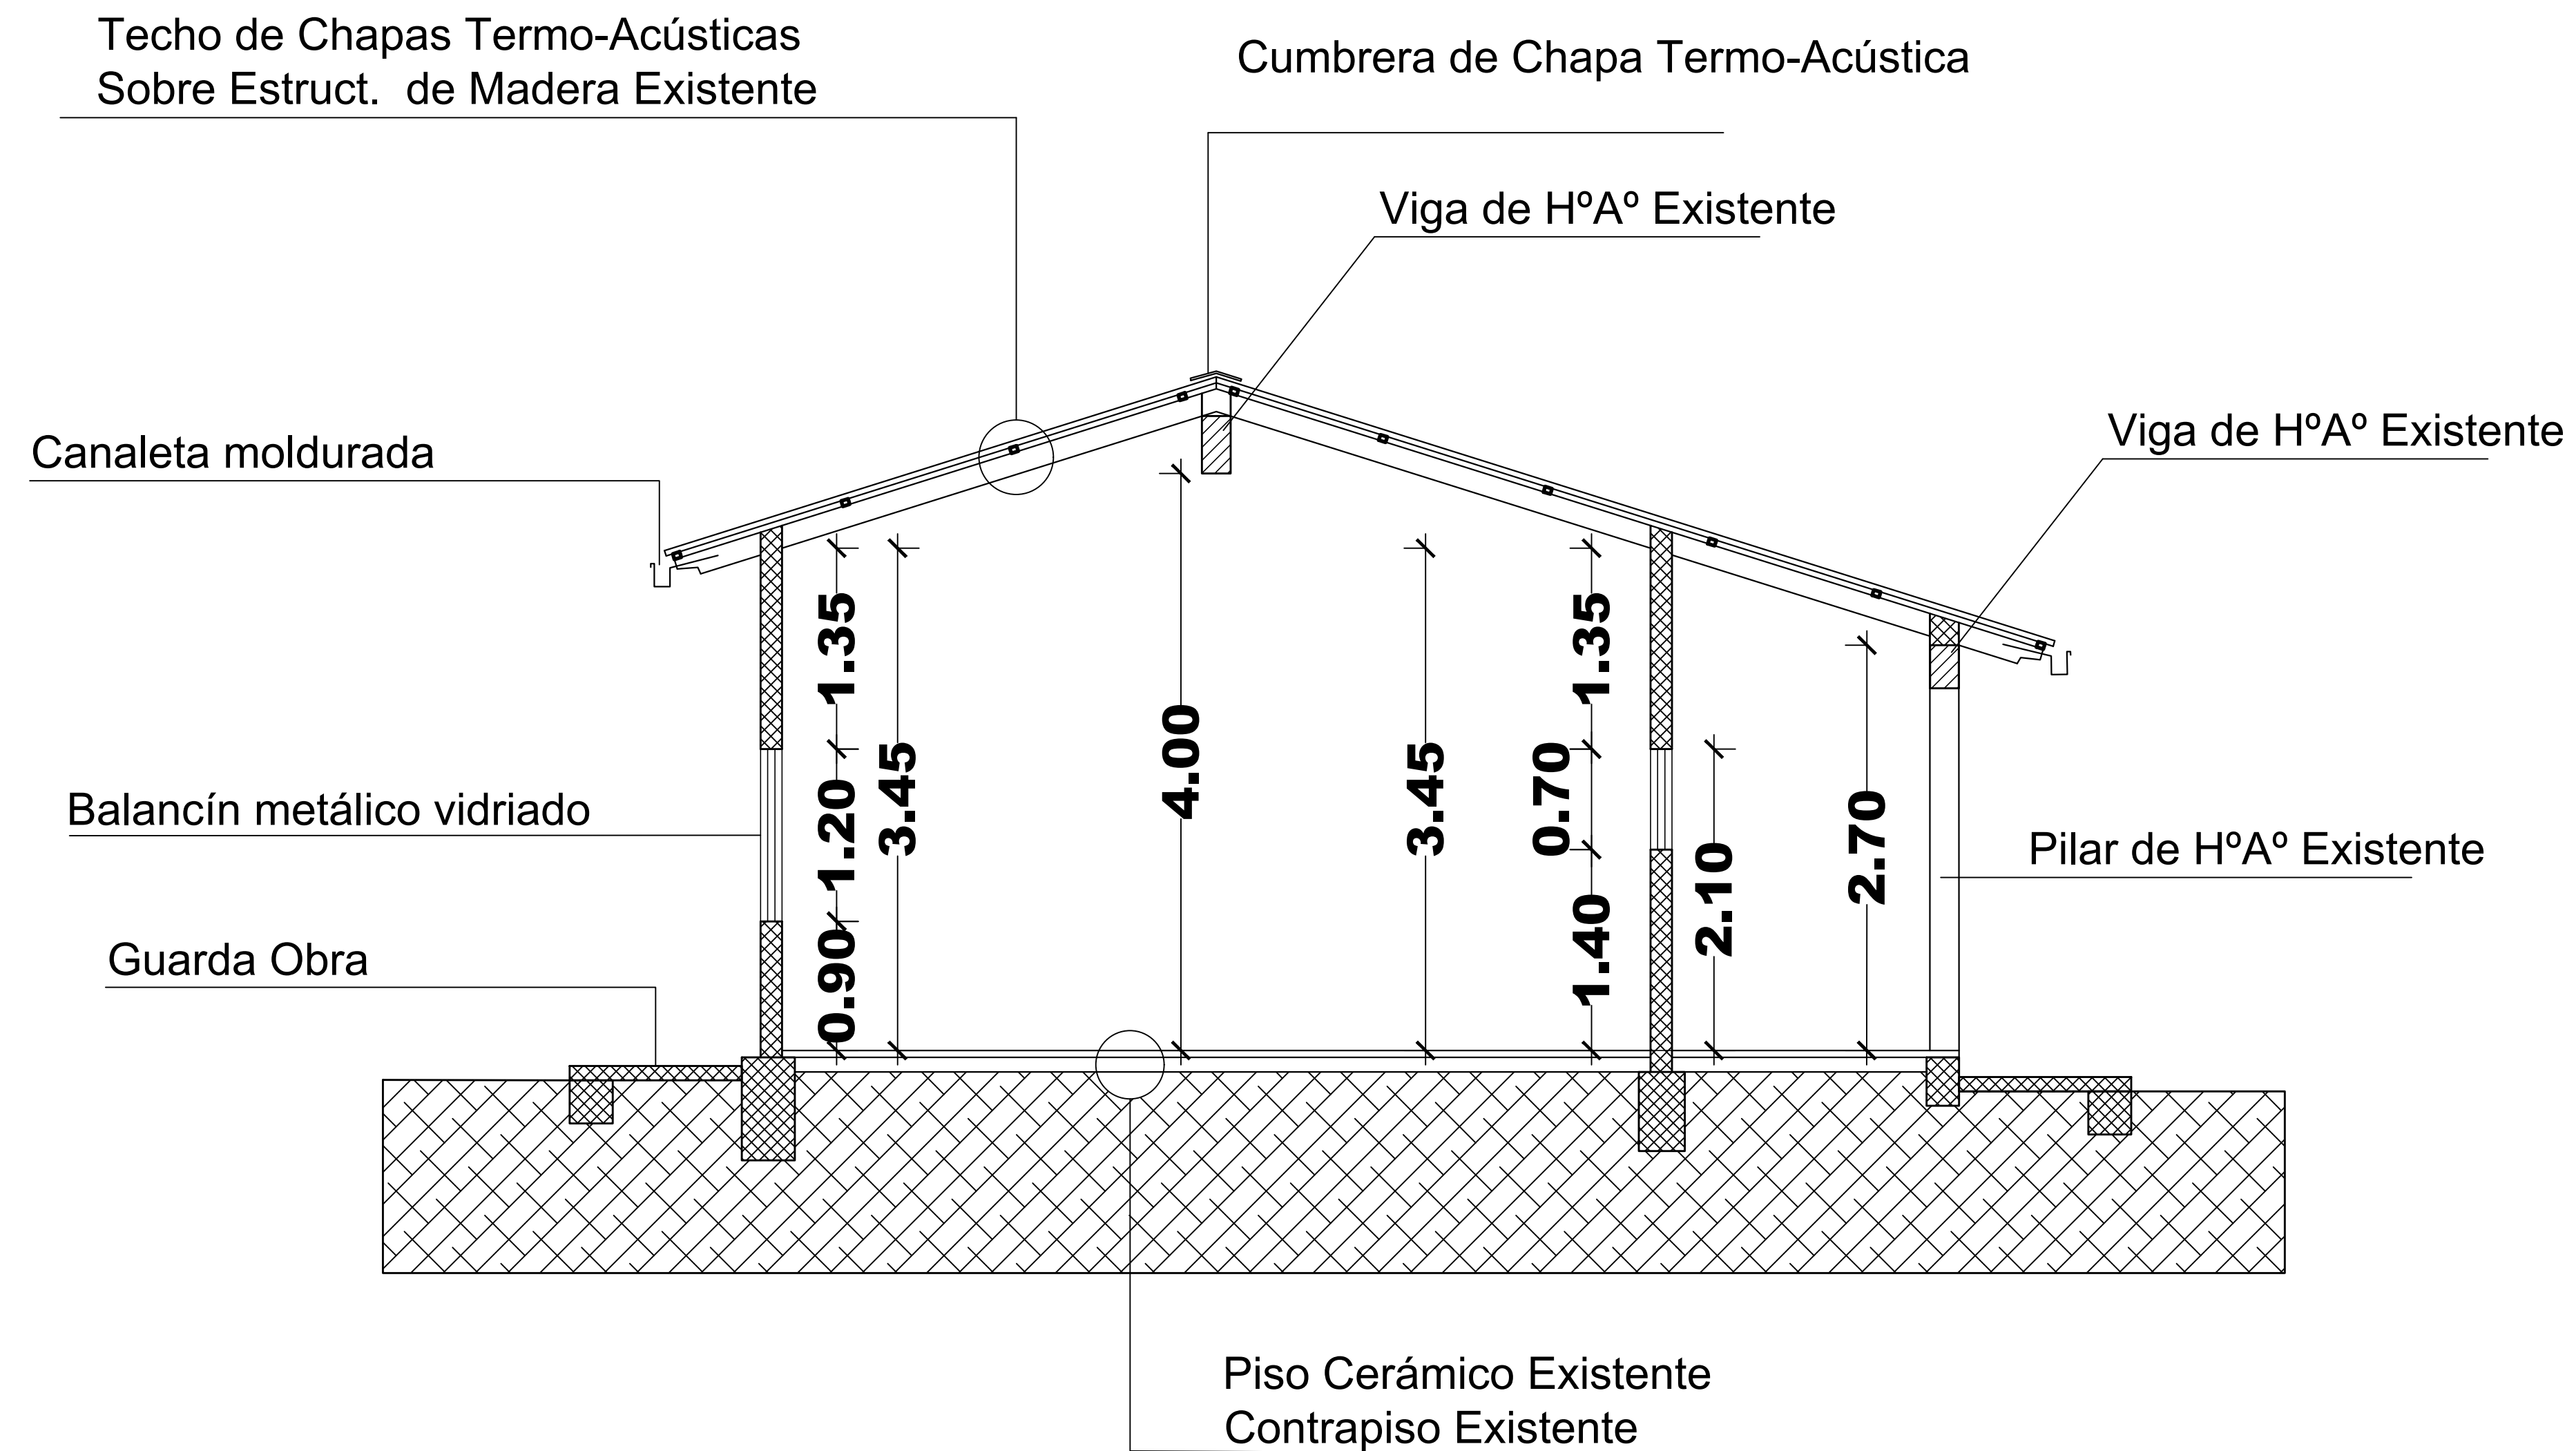 Techo de Chapas Termo-Acústicas
Sobre Estruct. de Madera Existente
Cumbrera de Chapa Termo-Acústica
Viga de HºAº Existente
Viga de HºAº Existente
Canaleta moldurada
Balancín metálico vidriado
Guarda Obra
Pilar de HºAº Existente
1.35
1.20
0.90
3.45
4.00
3.45
1.35
0.70
1.40
2.10
2.70
Piso Cerámico Existente
Contrapiso Existente